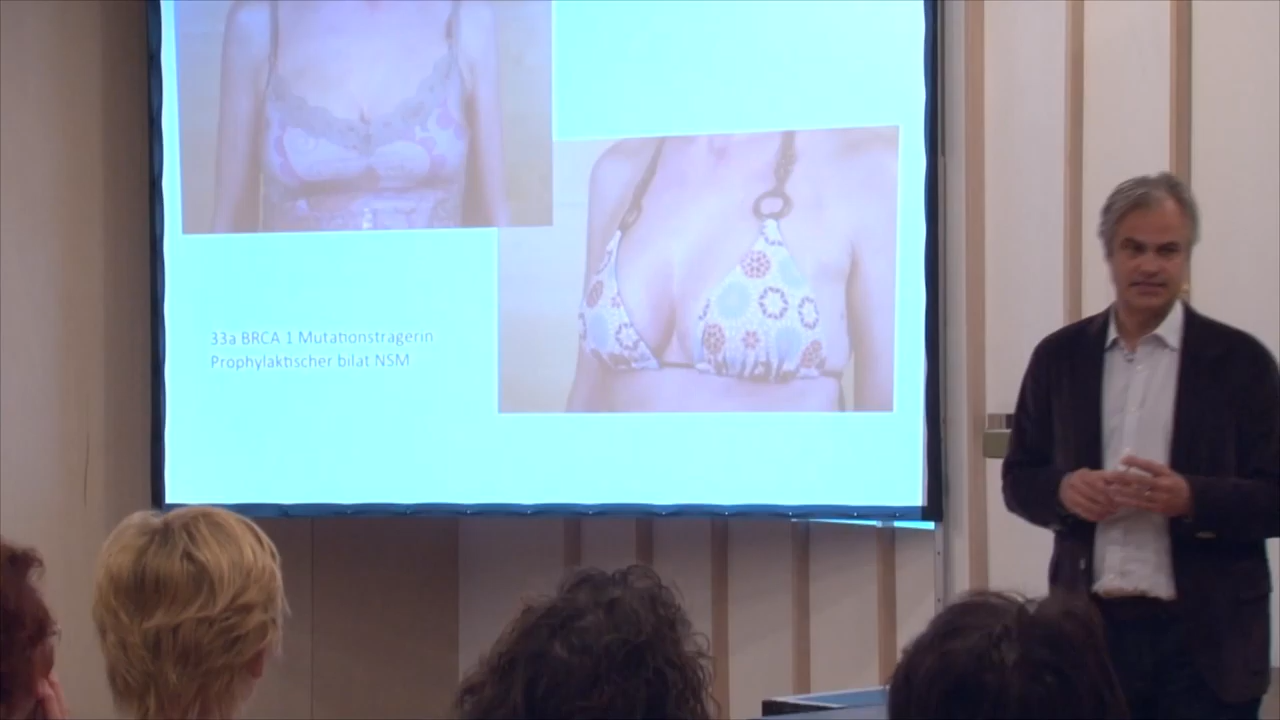 33a BRCA 1 Mutationsträgerin
Prophylaktischer bilat NSM